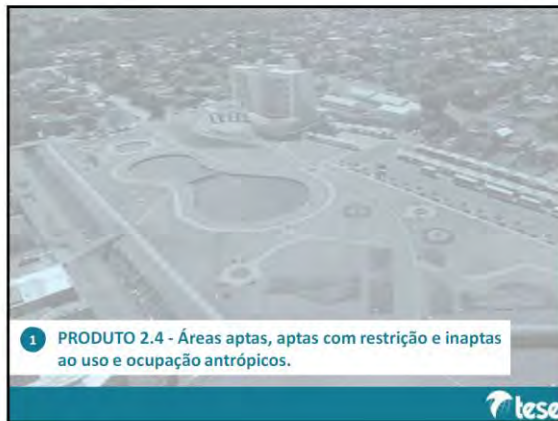 1 PRODUTO 2.4 - Áreas aptas, aptas com restrição e inaptas
ao uso e ocupação antrópicos.
tese